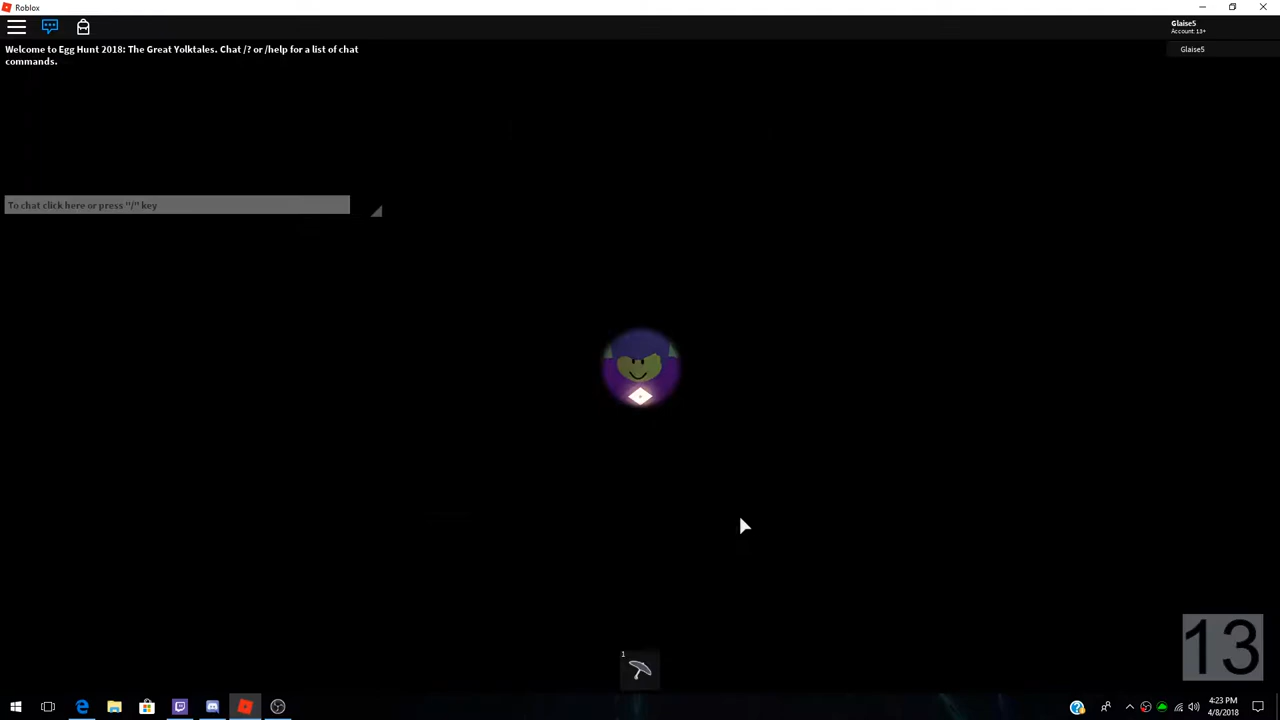 Roblox
Glaise5
Account: 13+
Welcome to Egg Hunt 2018: The Great Yolktales. Chat /? or /help for a list of chat
commands.
Glaise5
To chat click here or press "/" key
13
1
4:23 PM
4/8/2018